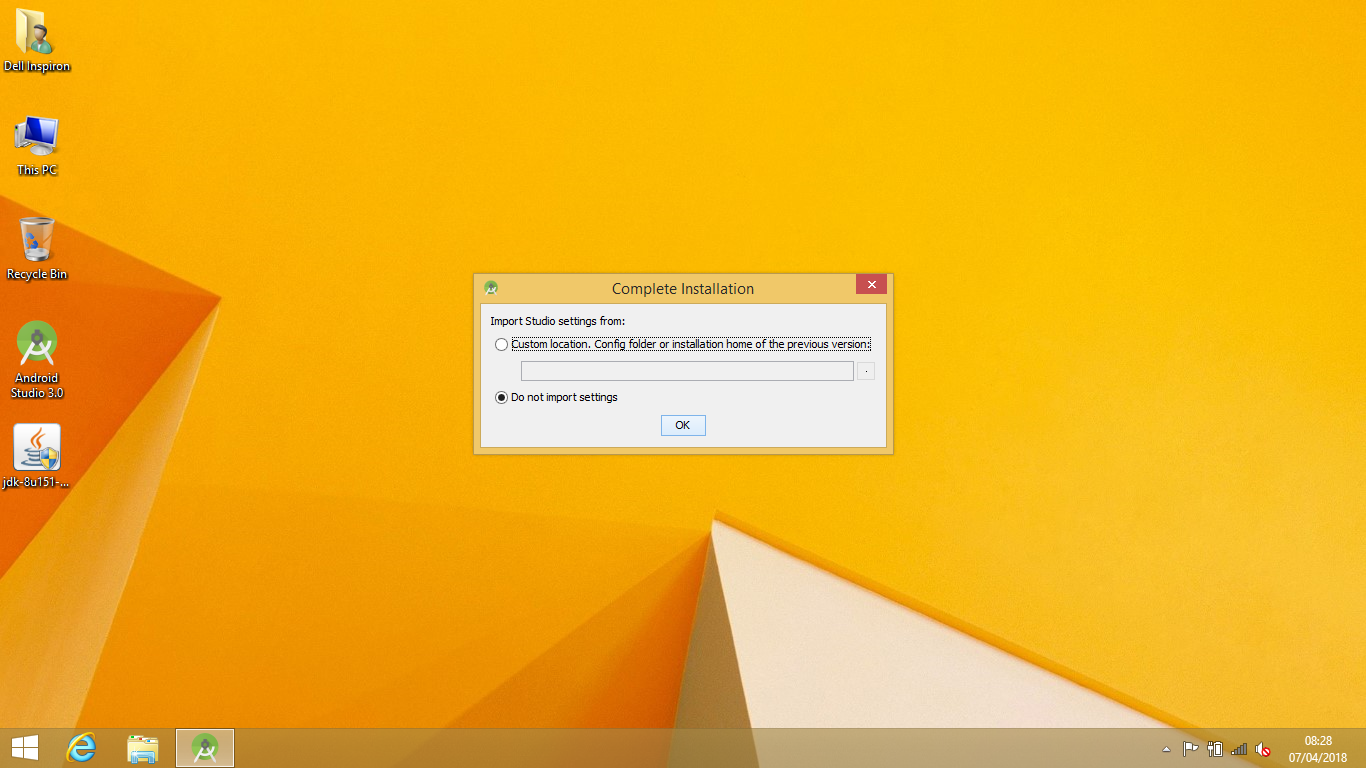 Dell Inspiron
This PC
Recycle Bin
Android
Studio 3.0
jdk-8u151-...
Complete Installation
Import Studio settings from:
Custom location. Config folder or installation home of the previous version:
Do not import settings
OK
08:28
07/04/2018